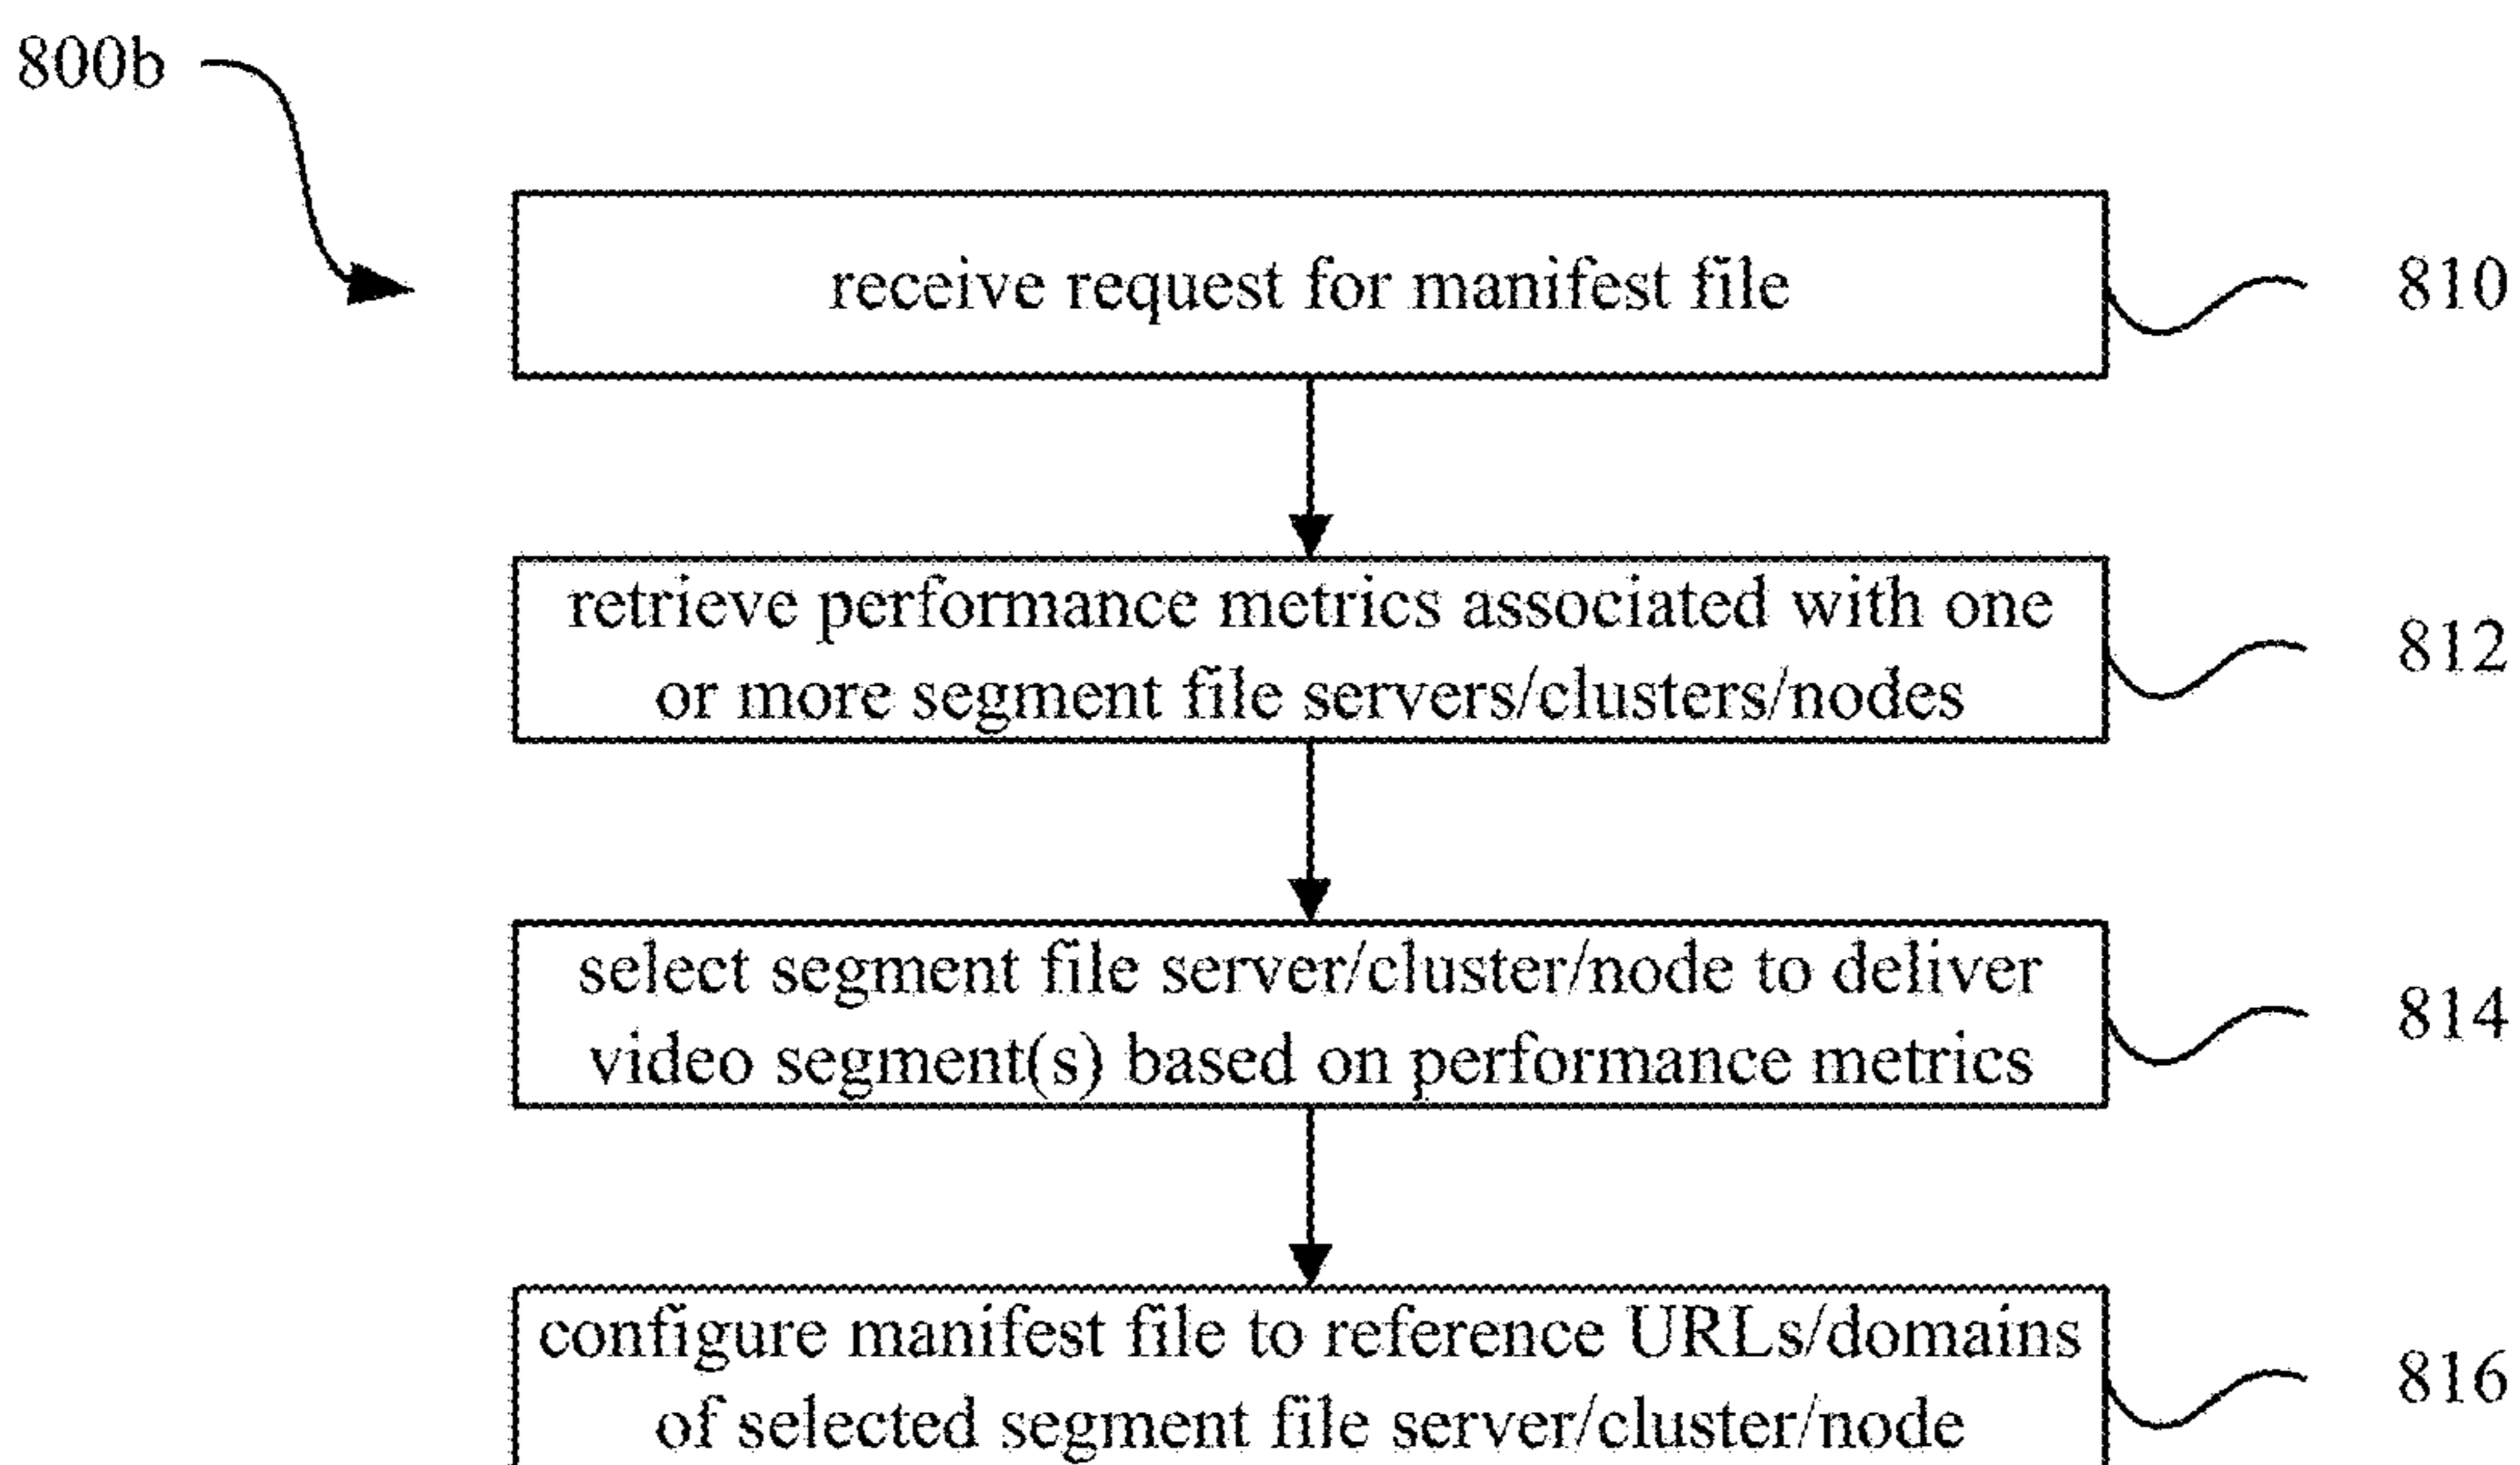 800b
receive request for manifest file
810
retrieve performance metrics associated with one
or more segment file servers/clusters/nodes
812
select segment file server/cluster/node to deliver
video segment(s) based on performance metrics
814
configure manifest file to reference URLs/domains
of selected segment file server/cluster/node
816